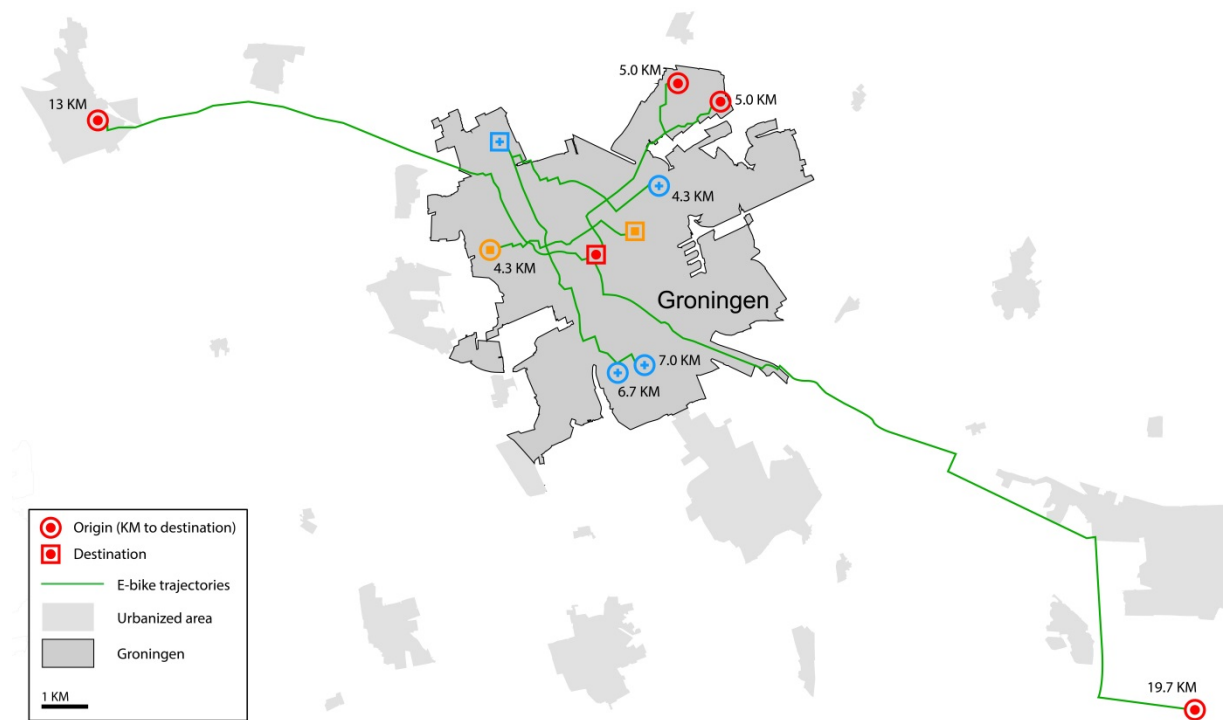 5.0 KM
13 KM
5.0 KM
4.3 KM
4.3 KM
Groningen
7.0 KM
6.7 KM
19.7 KM
Origin (KM to destination)
Destination
E-bike trajectories
Urbanized area
Groningen
1 KM